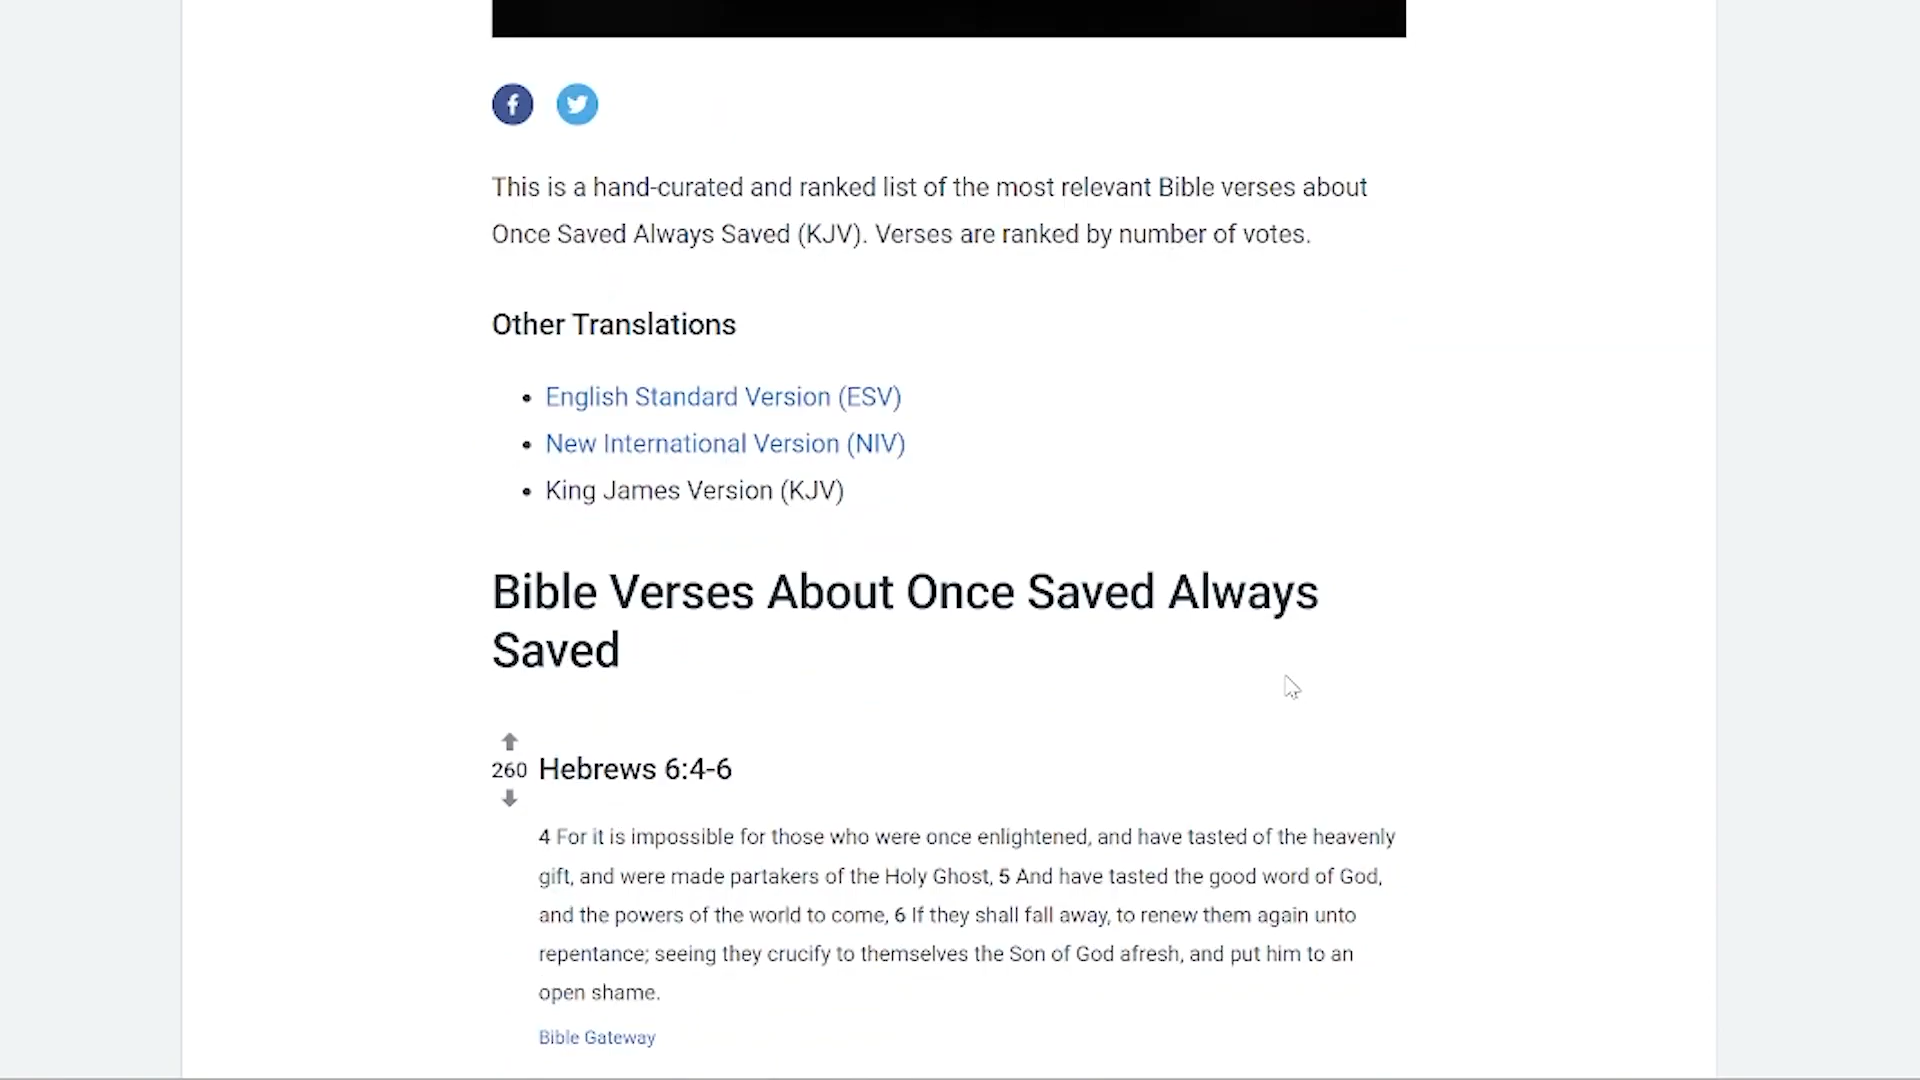 This is a hand-curated and ranked list of the most relevant Bible verses about
Once Saved Always Saved (KJV). Verses are ranked by number of votes.
Other Translations
English Standard Version (ESV)
New International Version (NIV)
King James Version (KJV)
Bible Verses About Once Saved Always
Saved
260 Hebrews 6:4-6
4 For it is impossible for those who were once enlightened, and have tasted of the heavenly
gift, and were made partakers of the Holy Ghost, 5 And have tasted the good word of God,
and the powers of the world to come, 6 If they shall fall away, to renew them again unto
repentance; seeing they crucify to themselves the Son of God afresh, and put him to an
open shame.
Bible Gateway